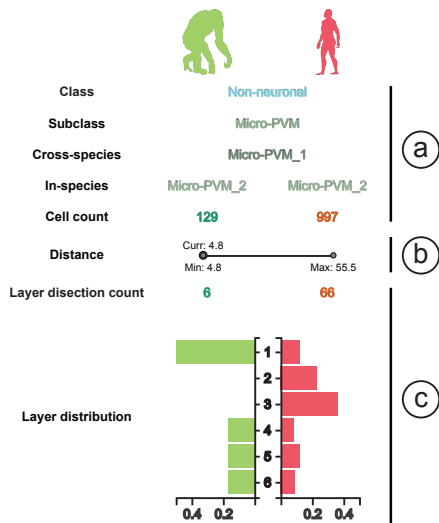 Class Non-neuronal
Subclass Micro-PVM
Cross-species Micro-PVM_1
In-species Micro-PVM_2 Micro-PVM_2
Cell count 129 997
a
Curr: 4.8
Distance
Min: 4.8 Max: 55.5
b
Layer disection count 6 66
1
2
3
Layer distribution 4
5
6
0.4 0.2 0.2 0.4
c